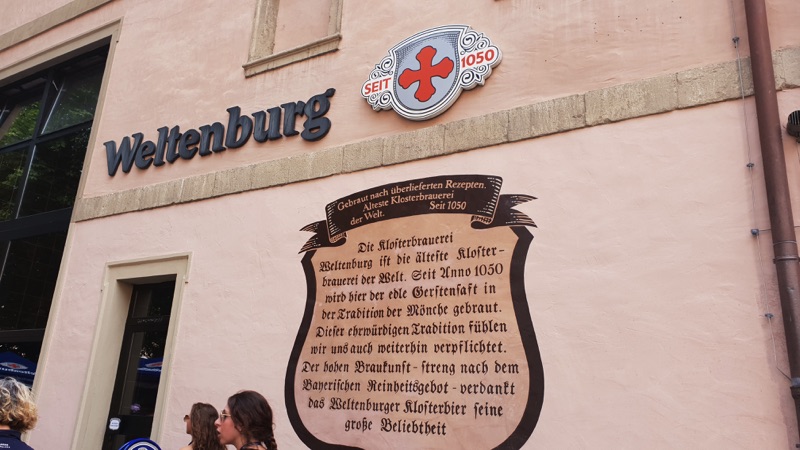 Weltenburg
SEIT 1050
Gebraut nach überlieferten Rezepten.
Älteste Klosterbrauerei
der Welt. Seit 1050
Die Klosterbrauerei
Weltenburg ist die älteste Kloster-
brauerei der Welt. Seit Anno 1050
wird hier der edle Gerstensaft in
der Tradition der Mönche gebraut.
Dieser ehrwürdigen Tradition fühlen
wir uns auch weiterhin verpflichtet.
Der hohen Braukunst - streng nach dem
Bayerischen Reinheitsgebot - verdankt
das Weltenburger Klosterbier seine
große Beliebtheit